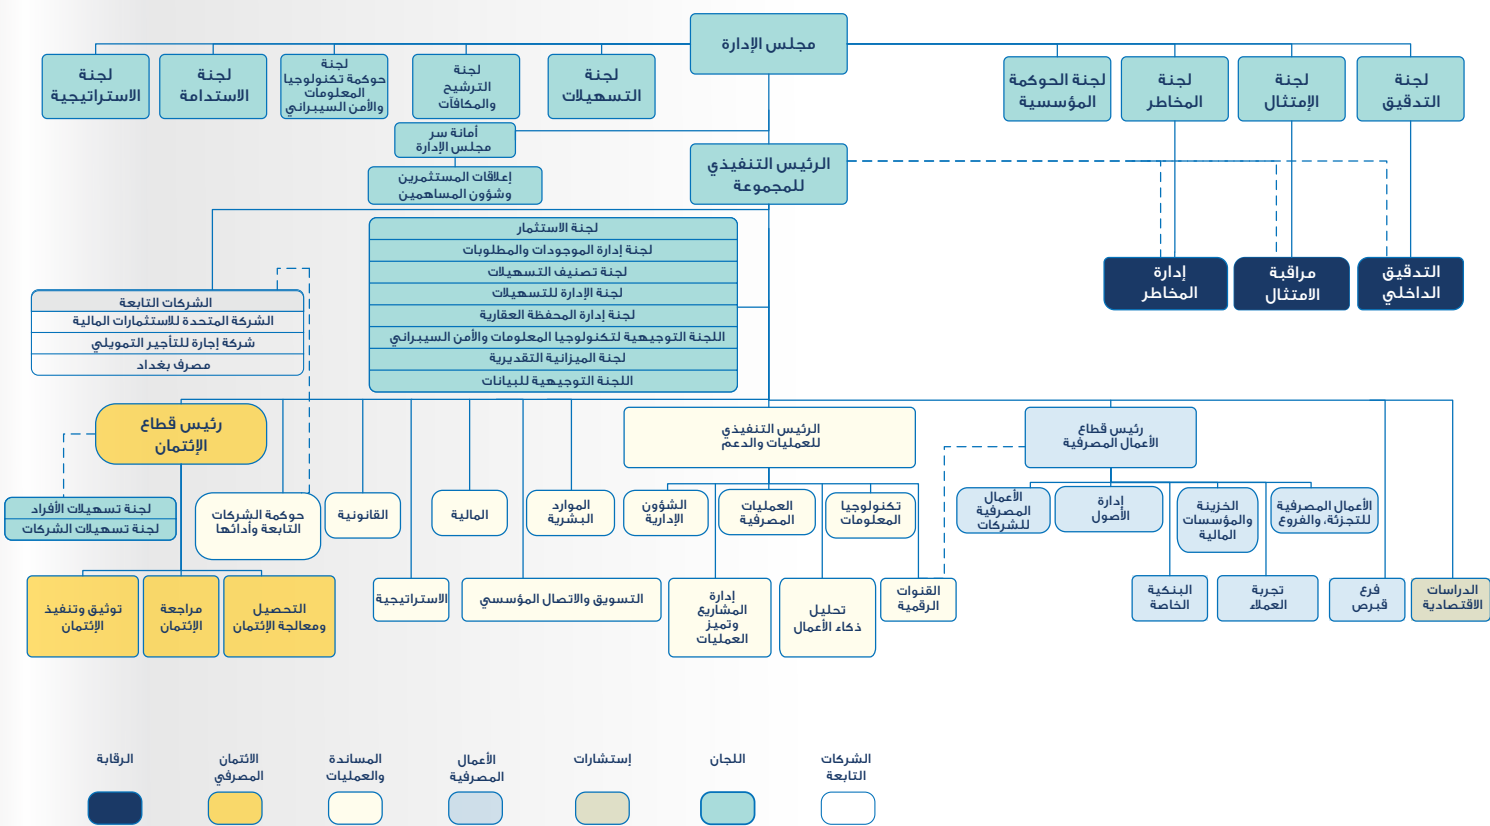 مجلس الإدارة
لجنة
التدقيق
لجنة
الإمتثال
لجنة
المخاطر
لجنة الحوكمة
المؤسسية
لجنة
التسهيلات
لجنة
الترشيح
والمكافآت
لجنة
حوكمة تكنولوجيا
المعلومات
والأمن السيبراني
لجنة
الاستدامة
لجنة
الاستراتيجية
أمانة سر
مجلس الإدارة
إعلاقات المستثمرين
وشؤون المساهمين
الرئيس التنفيذي
للمجموعة
التدقيق
الداخلي
مراقبة
الامتثال
إدارة
المخاطر
لجنة الاستثمار
لجنة إدارة الموجودات والمطلوبات
لجنة تصنيف التسهيلات
لجنة الإدارة للتسهيلات
لجنة إدارة المحفظة العقارية
اللجنة التوجيهية لتكنولوجيا المعلومات والأمن السيبراني
لجنة الميزانية التقديرية
اللجنة التوجيهية للبيانات
الشركات التابعة
الشركة المتحدة للاستثمارات المالية
شركة إجارة للتأجير التمويلي
مصرف بغداد
رئيس قطاع
الأعمال المصرفية
الرئيس التنفيذي
للعمليات والدعم
رئيس قطاع
الإئتمان
الأعمال المصرفية
للتجزئة، والفروع
الخزينة
والمؤسسات
المالية
إدارة
الأصول
الأعمال
المصرفية
للشركات
تكنولوجيا
المعلومات
العمليات
المصرفية
الشؤون
الإدارية
الموارد
البشرية
المالية
القانونية
حوكمة الشركات
التابعة وأدائها
لجنة تسهيلات الأفراد
لجنة تسهيلات الشركات
الدراسات
الاقتصادية
فرع
قبرص
تجربة
العملاء
البنكية
الخاصة
القنوات
الرقمية
تحليل
ذكاء الأعمال
إدارة
المشاريع
وتميز
العمليات
التسويق والاتصال المؤسسي
الاستراتيجية
التحصيل
ومعالجة الإئتمان
مراجعة
الإئتمان
توثيق وتنفيذ
الإئتمان
الشركات
التابعة
اللجان
إستشارات
الأعمال
المصرفية
المساندة
والعمليات
الائتمان
المصرفي
الرقابة